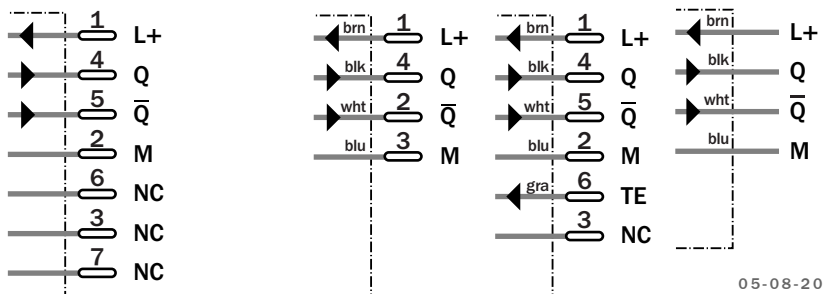 1 L+
4 Q
5 Q̅
2 M
6 NC
3 NC
7 NC
brn 1 L+
blk 4 Q
wht 2 Q̅
blu 3 M
brn 1 L+
blk 4 Q
wht 5 Q̅
blu 2 M
gra 6 TE
3 NC
brn L+
blk Q
wht Q̅
blu M
05-08-20